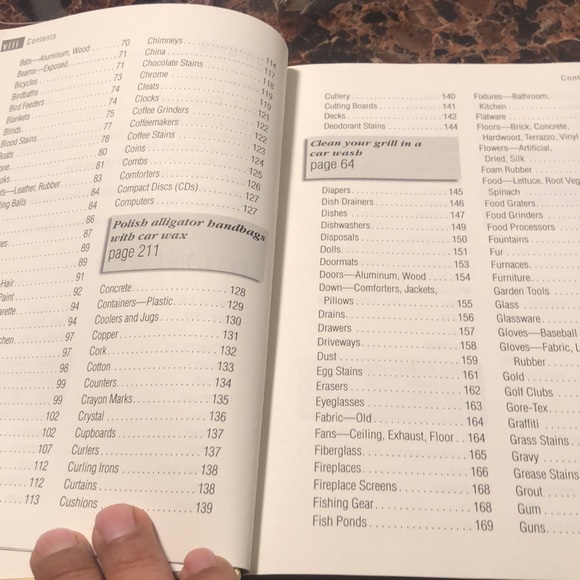 viii Contents
Bats—Aluminum, Wood 70
Beams—Exposed 71
Bicycles 71
Birdbaths 73
Bird Feeders 74
Blankets 74
Blinds 75
Blood Stains 77
Boats 78
80
81
Leather, Rubber 83
Balls 84
84
86
87
89
89
Hair 91
Paint 92
94
94
97
97
98
99
99
102
102
107
112
112
113
Chimneys 114
China 117
Chocolate Stains 118
Chrome 119
Cleats 119
Clocks 121
Coffee Grinders 122
Coffeemakers 122
Coffee Stains 123
Coins 124
Combs 125
Comforters 126
Compact Discs (CDs) 127
Computers 127
Polish alligator handbags
with car wax
page 211
Concrete 128
Containers—Plastic 129
Coolers and Jugs 130
Copper 131
Cork 132
Cotton 133
Counters 134
Crayon Marks 135
Crystal 136
Cupboards 137
Curlers 137
Curling Irons 138
Curtains 138
Cushions 139
Cutlery 140
Cutting Boards 141
Decks 142
Deodorant Stains 144
Clean your grill in a
car wash
page 64
Diapers 145
Dish Drainers 146
Dishes 147
Dishwashers 149
Disposals 150
Dolls 151
Doormats 153
Doors—Aluminum, Wood 154
Down—Comforters, Jackets,
Pillows 155
Drains 156
Drawers 157
Driveways 158
Dust 159
Egg Stains 161
Erasers 162
Eyeglasses 163
Fabric—Old 164
Fans—Ceiling, Exhaust, Floor 164
Fiberglass 165
Fireplaces 166
Fireplace Screens 168
Fishing Gear 168
Fish Ponds 169
Cont
Fixtures—Bathroom,
Kitchen
Flatware
Floors—Brick, Concrete,
Hardwood, Terrazzo, Vinyl
Flowers—Artificial,
Dried, Silk
Foam Rubber
Food—Lettuce, Root Veg
Spinach
Food Graters
Food Grinders
Food Processors
Fountains
Fur
Furnaces
Furniture
Garden Tools
Glass
Glassware
Gloves—Baseball
Gloves—Fabric, L
Rubber
Gold
Golf Clubs
Gore-Tex
Graffiti
Grass Stains
Gravy
Grease Stains
Grout
Gum
Guns